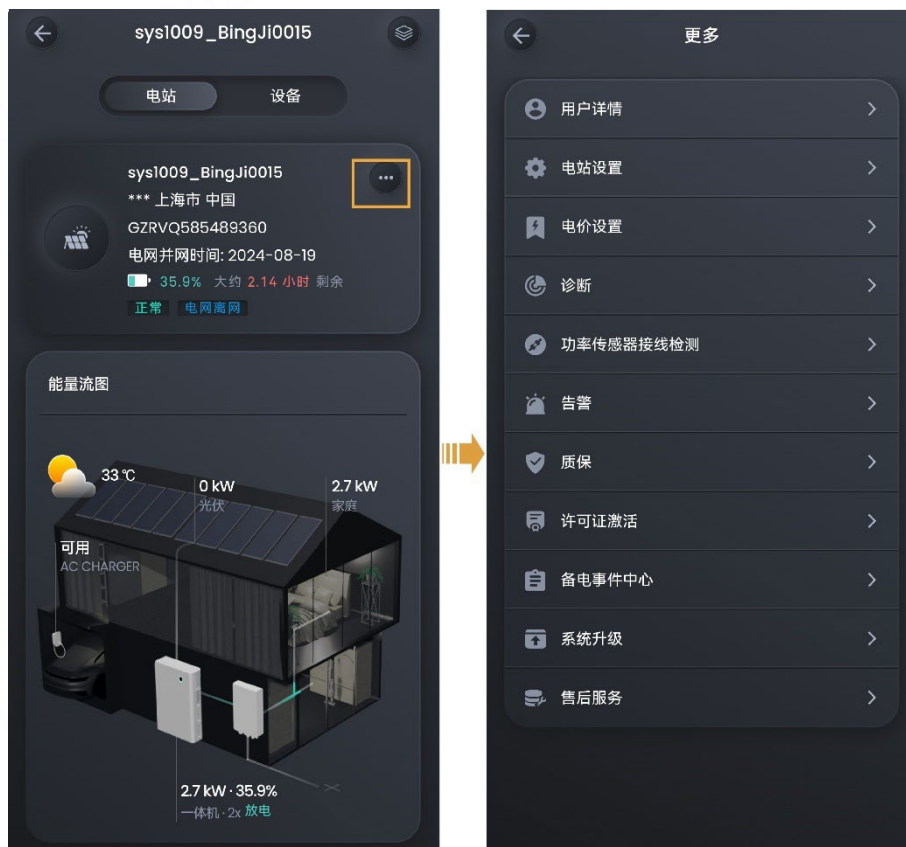 sys1009_BingJi0015
电站
设备
sys1009_BingJi0015
*** 上海市 中国
GZRVQ585489360
电网并网时间: 2024-08-19
35.9% 大约 2.14 小时 剩余
正常 电网离网
能量流图
33 ℃
0 kW
光伏
2.7 kW
家庭
可用
AC CHARGER
2.7 kW · 35.9%
一体机 · 2x 放电
更多
用户详情
电站设置
电价设置
诊断
功率传感器接线检测
告警
质保
许可证激活
备电事件中心
系统升级
售后服务